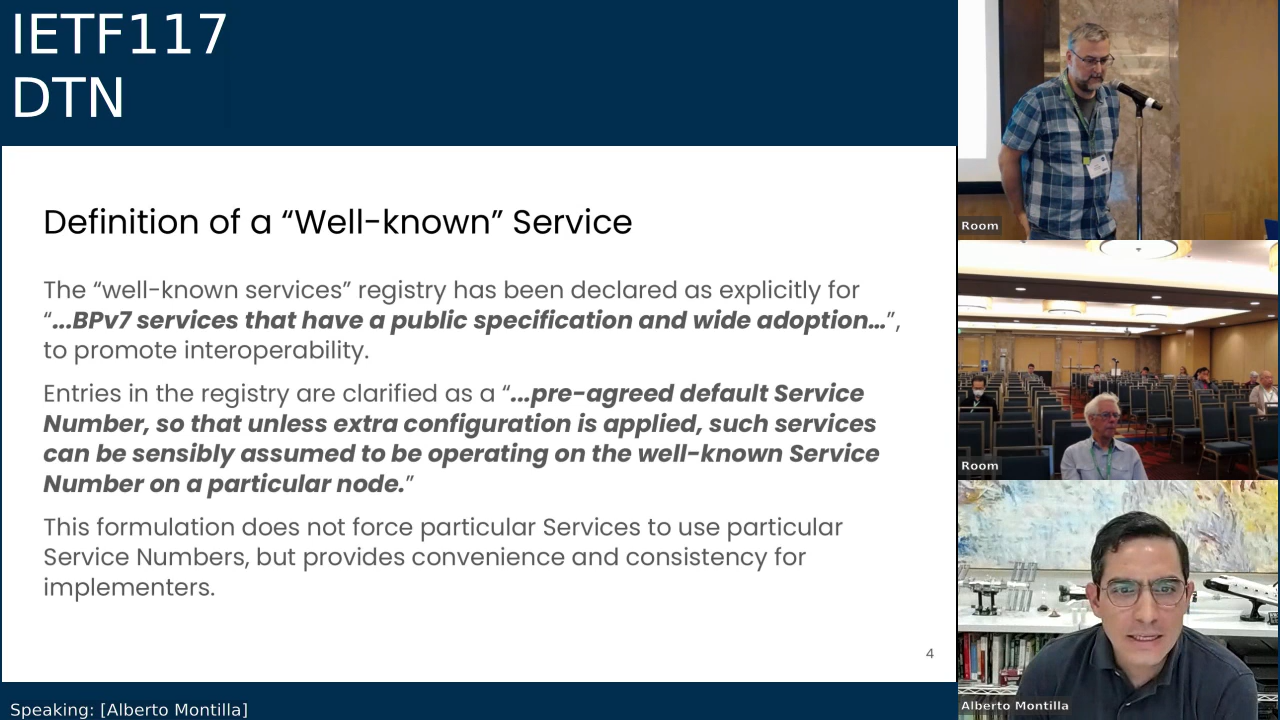 IETF117
DTN
Definition of a “Well-known” Service
The “well-known services” registry has been declared as explicitly for
“...BPv7 services that have a public specification and wide adoption...”,
to promote interoperability.
Entries in the registry are clarified as a “...pre-agreed default Service
Number, so that unless extra configuration is applied, such services
can be sensibly assumed to be operating on the well-known Service
Number on a particular node.”
This formulation does not force particular Services to use particular
Service Numbers, but provides convenience and consistency for
implementers.
4
Speaking: [Alberto Montilla]
Room
Room
Alberto Montilla